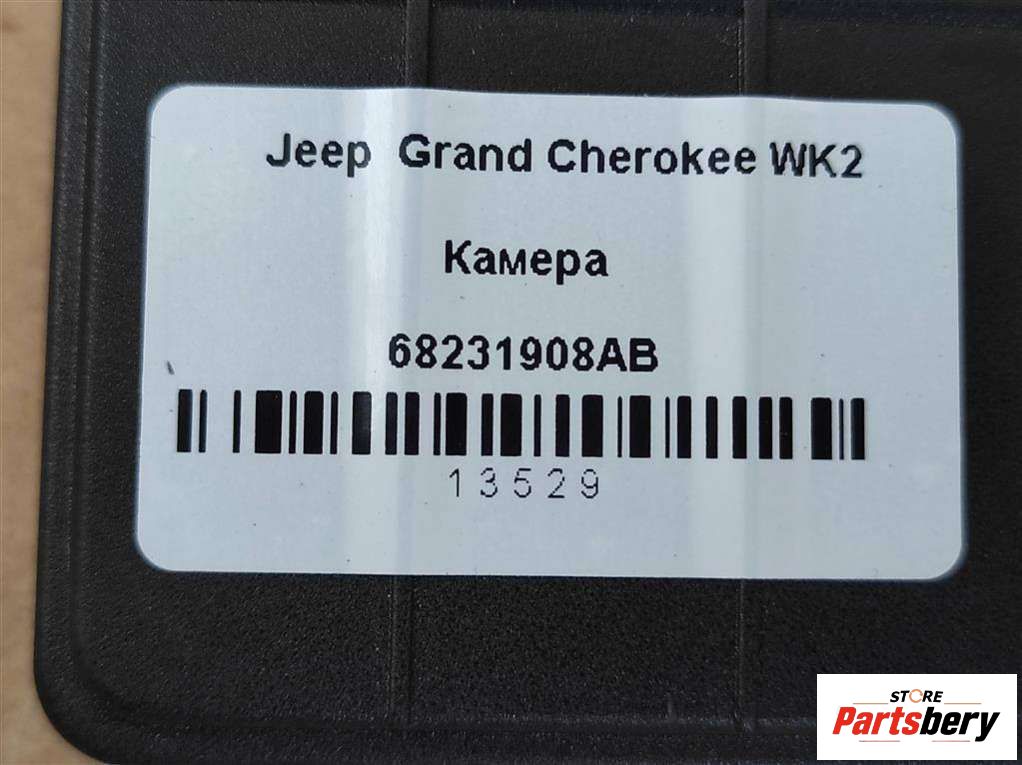 Jeep Grand Cherokee WK2
Камера
68231908AB
13529
STORE
Partsbery